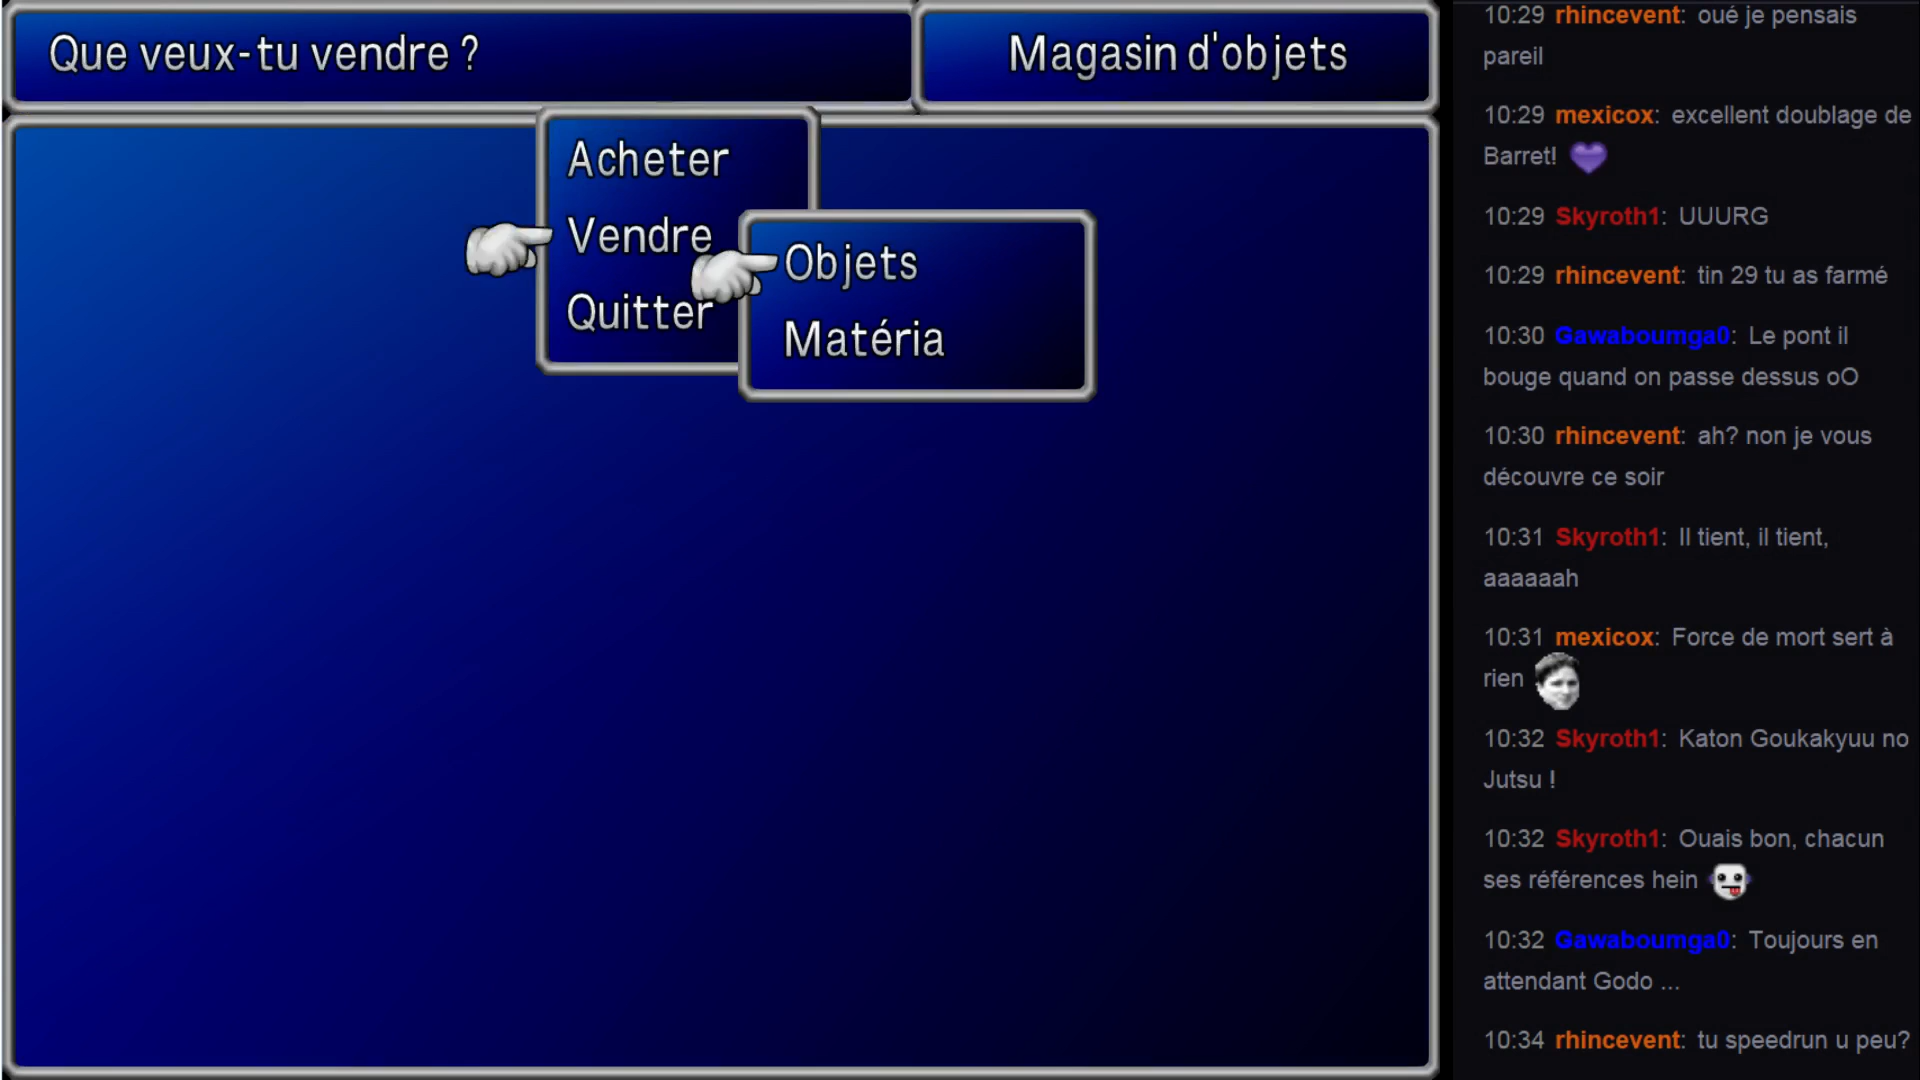 Que veux-tu vendre ?
Magasin d'objets
Acheter
Vendre
Quitter
Objets
Matéria
10:29 rhincevent: oué je pensais
pareil
10:29 mexicox: excellent doublage de
Barret!
10:29 Skyroth1: UUURG
10:29 rhincevent: tin 29 tu as farmé
10:30 Gawaboumga0: Le pont il
bouge quand on passe dessus oO
10:30 rhincevent: ah? non je vous
découvre ce soir
10:31 Skyroth1: Il tient, il tient,
aaaaaah
10:31 mexicox: Force de mort sert à
rien
10:32 Skyroth1: Katon Goukakyuu no
Jutsu !
10:32 Skyroth1: Ouais bon, chacun
ses références hein
10:32 Gawaboumga0: Toujours en
attendant Godo ...
10:34 rhincevent: tu speedrun u peu?